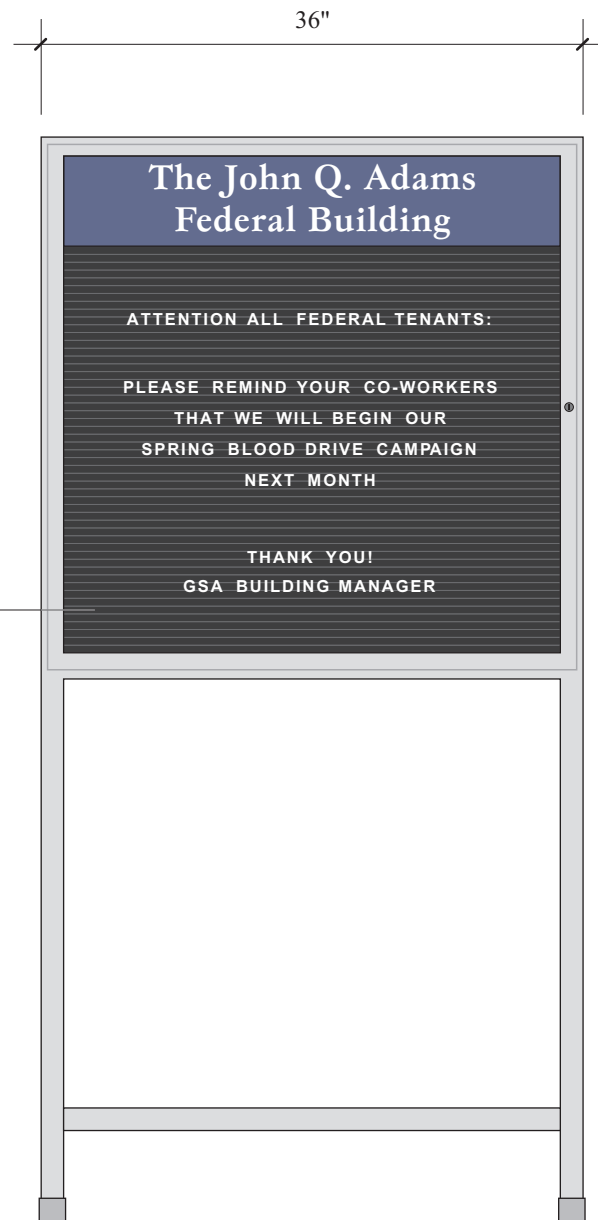 36"
The John Q. Adams
Federal Building
ATTENTION ALL FEDERAL TENANTS:
PLEASE REMIND YOUR CO-WORKERS
THAT WE WILL BEGIN OUR
SPRING BLOOD DRIVE CAMPAIGN
NEXT MONTH
THANK YOU!
GSA BUILDING MANAGER